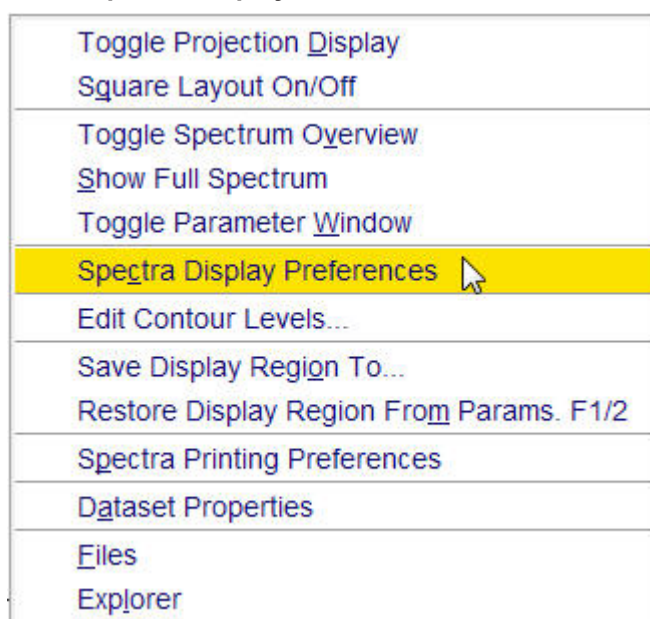 Toggle Projection Display
Square Layout On/Off
Toggle Spectrum Overview
Show Full Spectrum
Toggle Parameter Window
Spectra Display Preferences
Edit Contour Levels...
Save Display Region To...
Restore Display Region From Params. F1/2
Spectra Printing Preferences
Dataset Properties
Files
Explorer